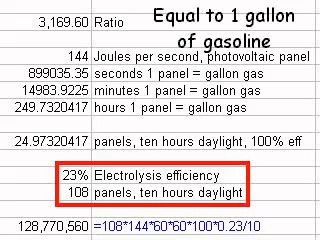 Equal to 1 gallon
of gasoline
3,169.60 Ratio
144 Joules per second, photovoltaic panel
899035.35 seconds 1 panel = gallon gas
14983.9225 minutes 1 panel = gallon gas
249.7320417 hours 1 panel = gallon gas
24.97320417 panels, ten hours daylight, 100% eff
23% Electrolysis efficiency
108 panels, ten hours daylight
128,770,560 =108*144*60*60*100*0.23/10